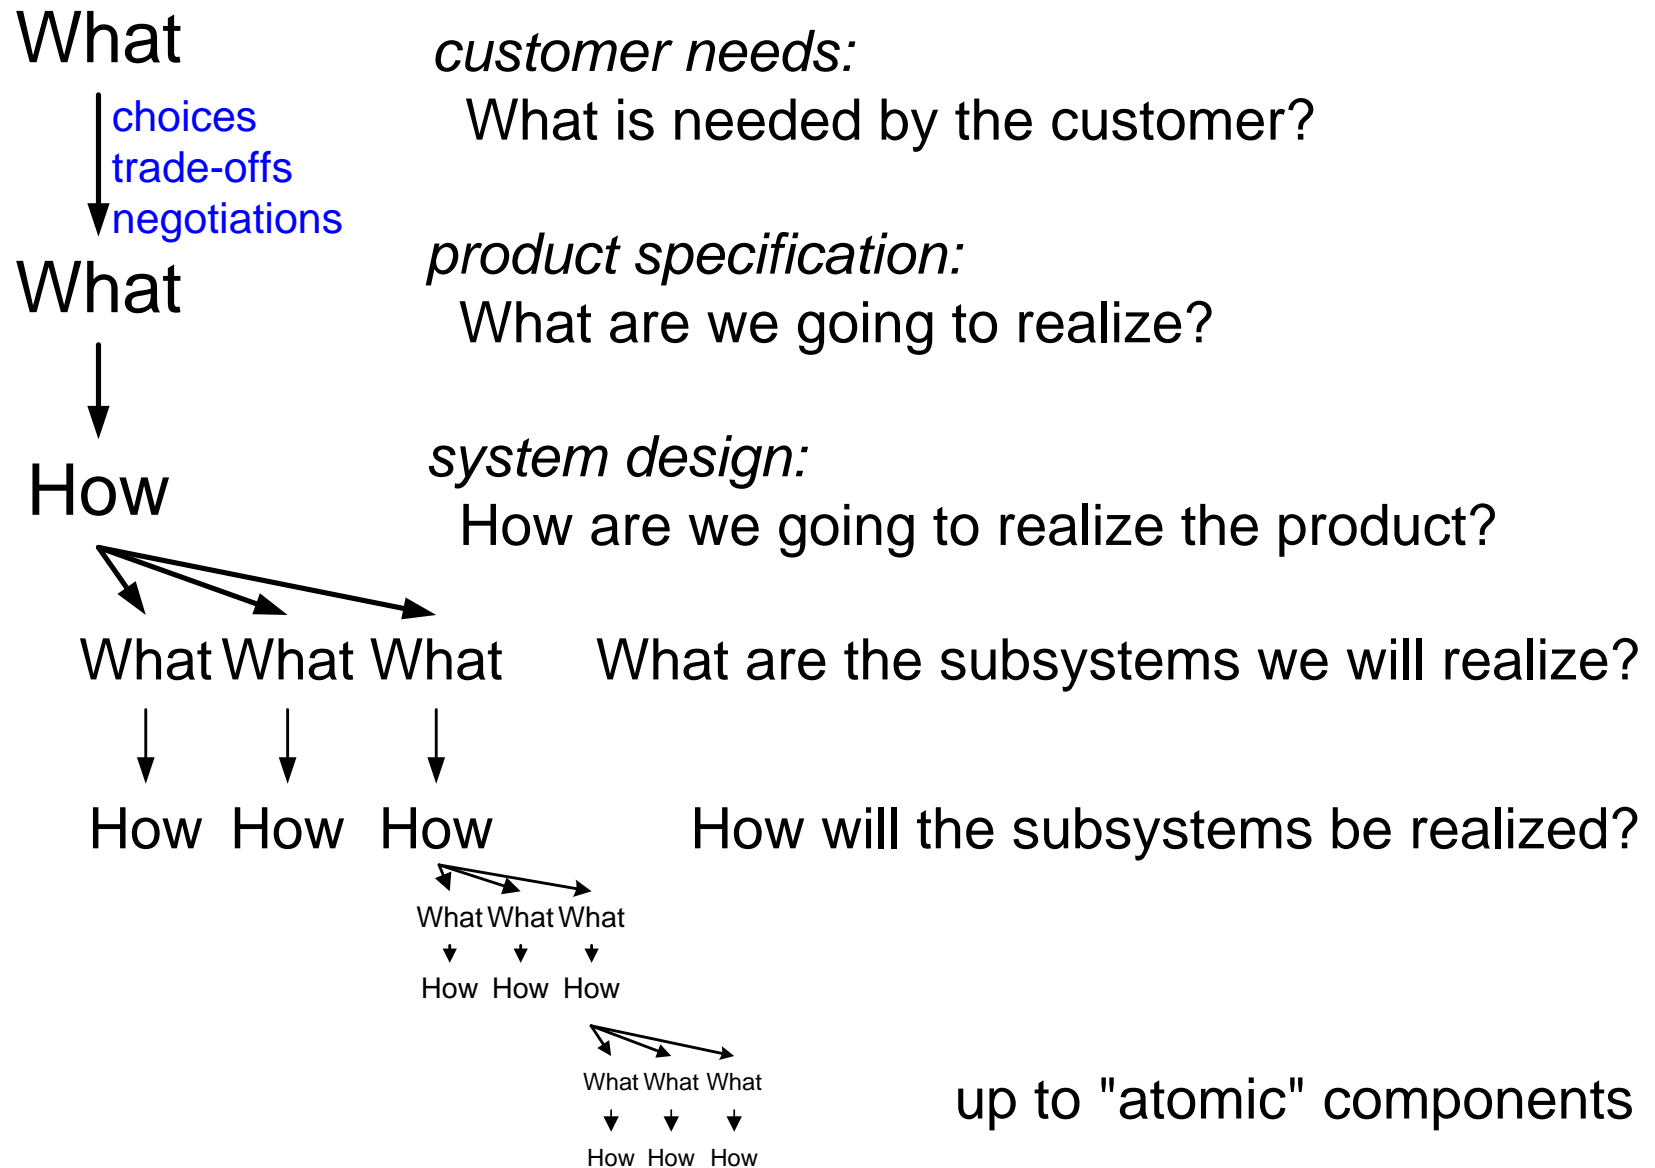 What
customer needs:
choices
What is needed by the customer?
trade-offs
negotiations
What
product specification:
What are we going to realize?
How
system design:
How are we going to realize the product?
What What What
What are the subsystems we will realize?
How How How
How will the subsystems be realized?
What What What
How How How
What What What
up to "atomic" components
How How How